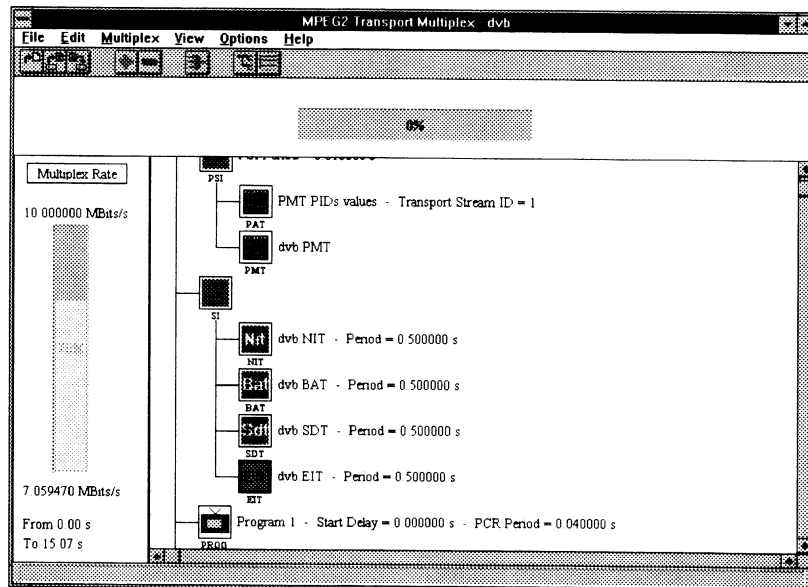 MPEG2 Transport Multiplex - dvb
File Edit Multiplex View Options Help
0%
Multiplex Rate
10.000000 MBits/s
7.059470 MBits/s
From 0.00 s
To 15.07 s
PSI
PAT
PMT PIDs values - Transport Stream ID = 1
PMT
dvb PMT
SI
Nit
NIT
dvb NIT - Period = 0.500000 s
Bat
BAT
dvb BAT - Period = 0.500000 s
Sdt
SDT
dvb SDT - Period = 0.500000 s
EIT
dvb EIT - Period = 0.500000 s
PROG
Program 1 - Start Delay = 0.000000 s - PCR Period = 0.040000 s